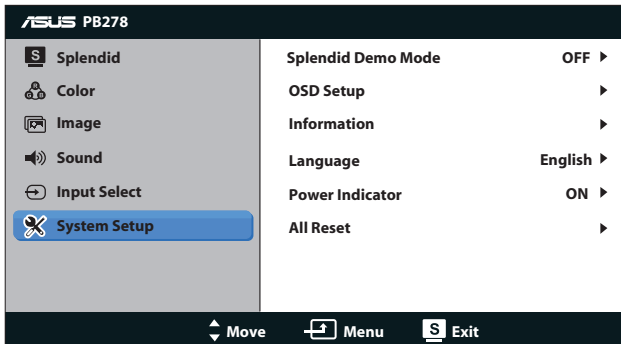 ASUS PB278
S Splendid
Color
Image
Sound
Input Select
System Setup
Splendid Demo Mode OFF
OSD Setup
Information
Language English
Power Indicator ON
All Reset
Move Menu S Exit